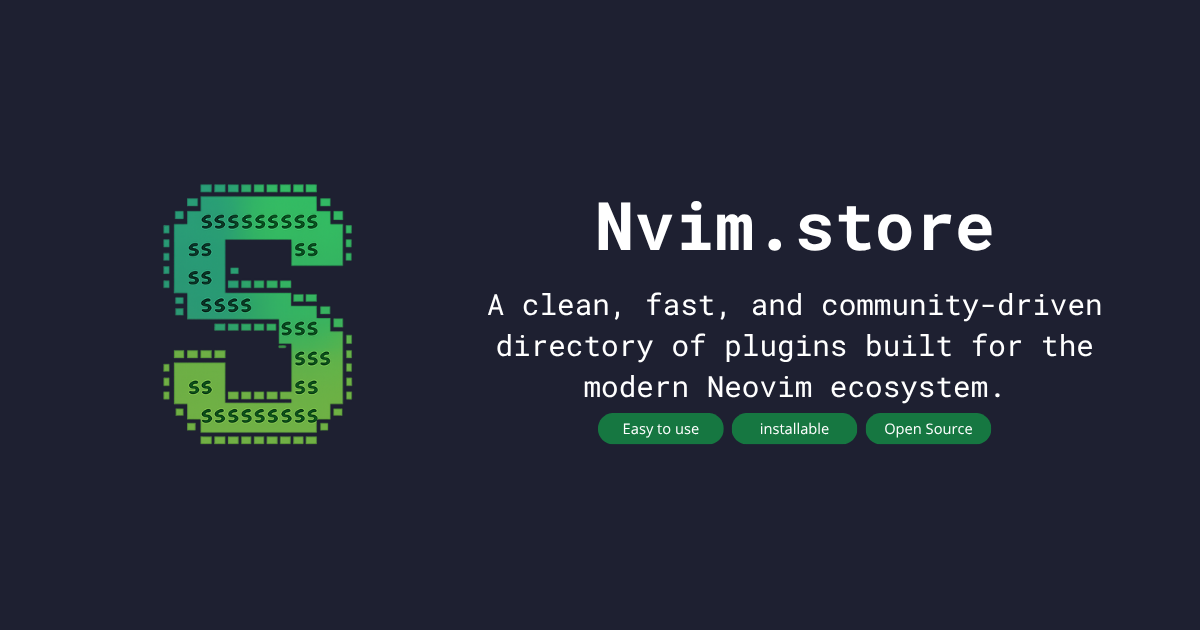 sssssssss
ss ss
ss
ssss
sss
sss
ss ss
sssssssss
Nvim.store
A clean, fast, and community-driven
directory of plugins built for the
modern Neovim ecosystem.
Easy to use installable Open Source